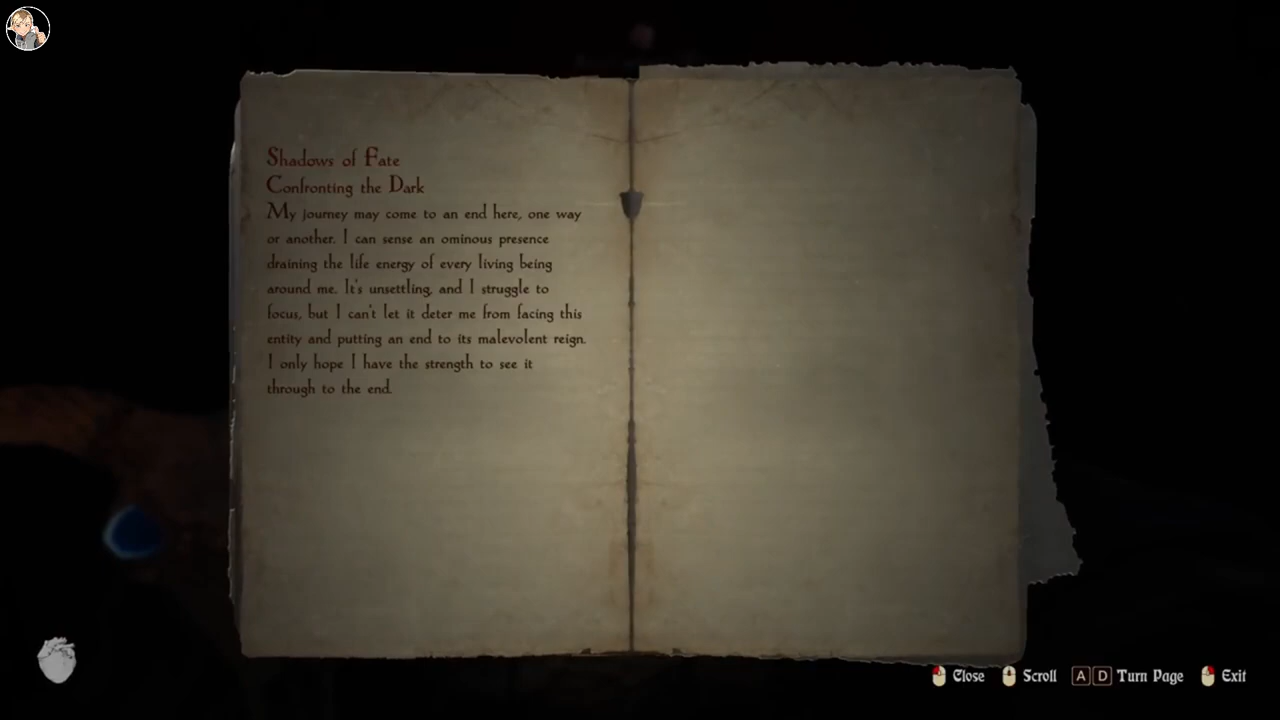 Shadows of Fate
Confronting the Dark
My journey may come to an end here, one way
or another. I can sense an ominous presence
draining the life energy of every living being
around me. It's unsettling, and I struggle to
focus, but I can't let it deter me from facing this
entity and putting an end to its malevolent reign.
I only hope I have the strength to see it
through to the end.
Close Scroll A D Turn Page Exit